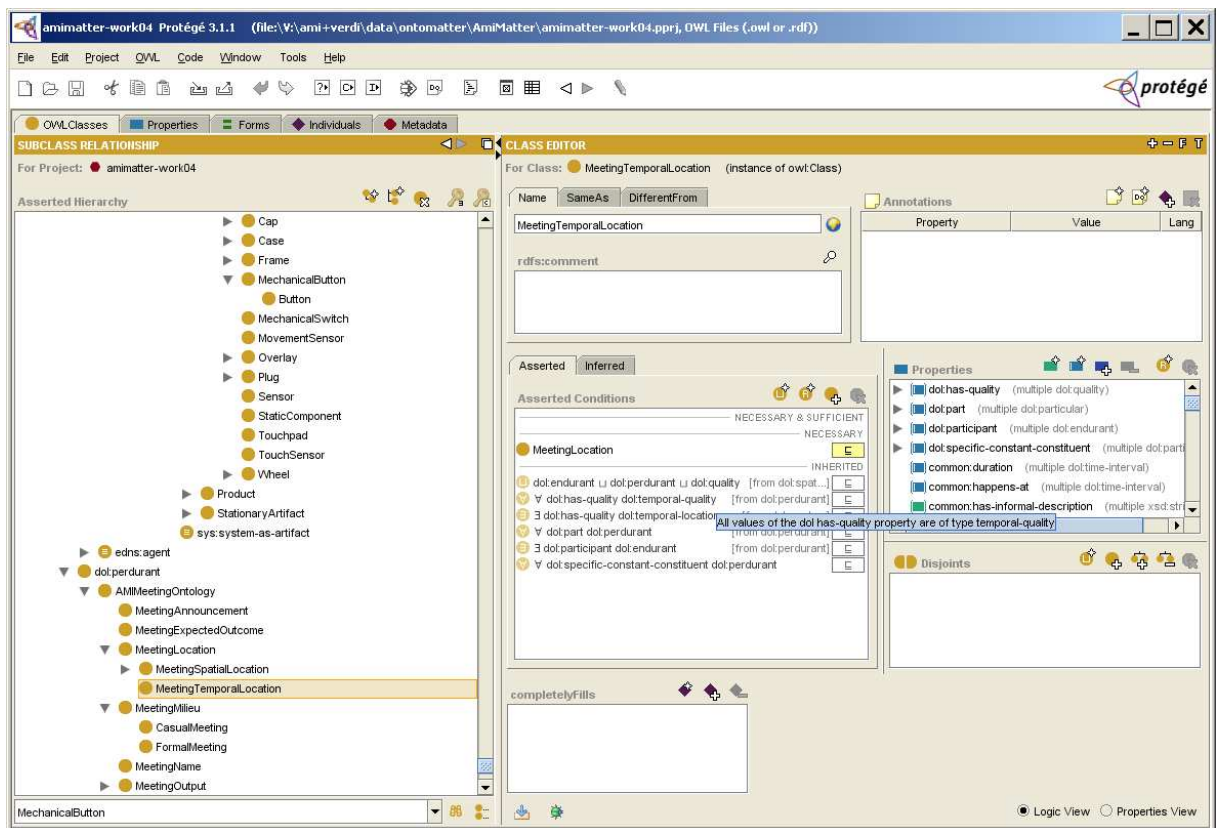 amimatter-work04 Protégé 3.1.1 (file:\V:\ami+verdi\data\ontomatter\AmiMatter\amimatter-work04.pprj, OWL Files (.owl or .rdf))
File Edit Project OWL Code Window Tools Help
protégé
OWLClasses Properties Forms Individuals Metadata
SUBCLASS RELATIONSHIP
For Project: amimatter-work04
Asserted Hierarchy
Cap
Case
Frame
MechanicalButton
Button
MechanicalSwitch
MovementSensor
Overlay
Plug
Sensor
StaticComponent
Touchpad
TouchSensor
Wheel
Product
StationaryArtifact
sys:system-as-artifact
edns:agent
dol:perdurant
AMIMeetingOntology
MeetingAnnouncement
MeetingExpectedOutcome
MeetingLocation
MeetingSpatialLocation
MeetingTemporalLocation
MeetingMilieu
CasualMeeting
FormalMeeting
MeetingName
MeetingOutput
MechanicalButton
CLASS EDITOR
For Class: MeetingTemporalLocation (instance of owl:Class)
Name SameAs DifferentFrom
MeetingTemporalLocation
rdfs:comment
Annotations
Property Value Lang
Asserted Inferred
Asserted Conditions
NECESSARY & SUFFICIENT
NECESSARY
MeetingLocation ⊑
INHERITED
dol:endurant ⊔ dol:perdurant ⊔ dol:quality [from dol:spat...] ⊑
∀ dol:has-quality dol:temporal-quality [from dol:perdurant] ⊑
∃ dol:has-quality dol:temporal-location
All values of the dol has-quality property are of type temporal-quality
∀ dol:part dol:perdurant [from dol:perdurant] ⊑
∃ dol:participant dol:endurant [from dol:perdurant] ⊑
∀ dol:specific-constant-constituent dol:perdurant ⊑
Properties
dol:has-quality (multiple dol:quality)
dol:part (multiple dol:particular)
dol:participant (multiple dol:endurant)
dol:specific-constant-constituent (multiple dol:parti
common:duration (multiple dol:time-interval)
common:happens-at (multiple dol:time-interval)
common:has-informal-description (multiple xsd:stri
Disjoints
completelyFills
Logic View Properties View